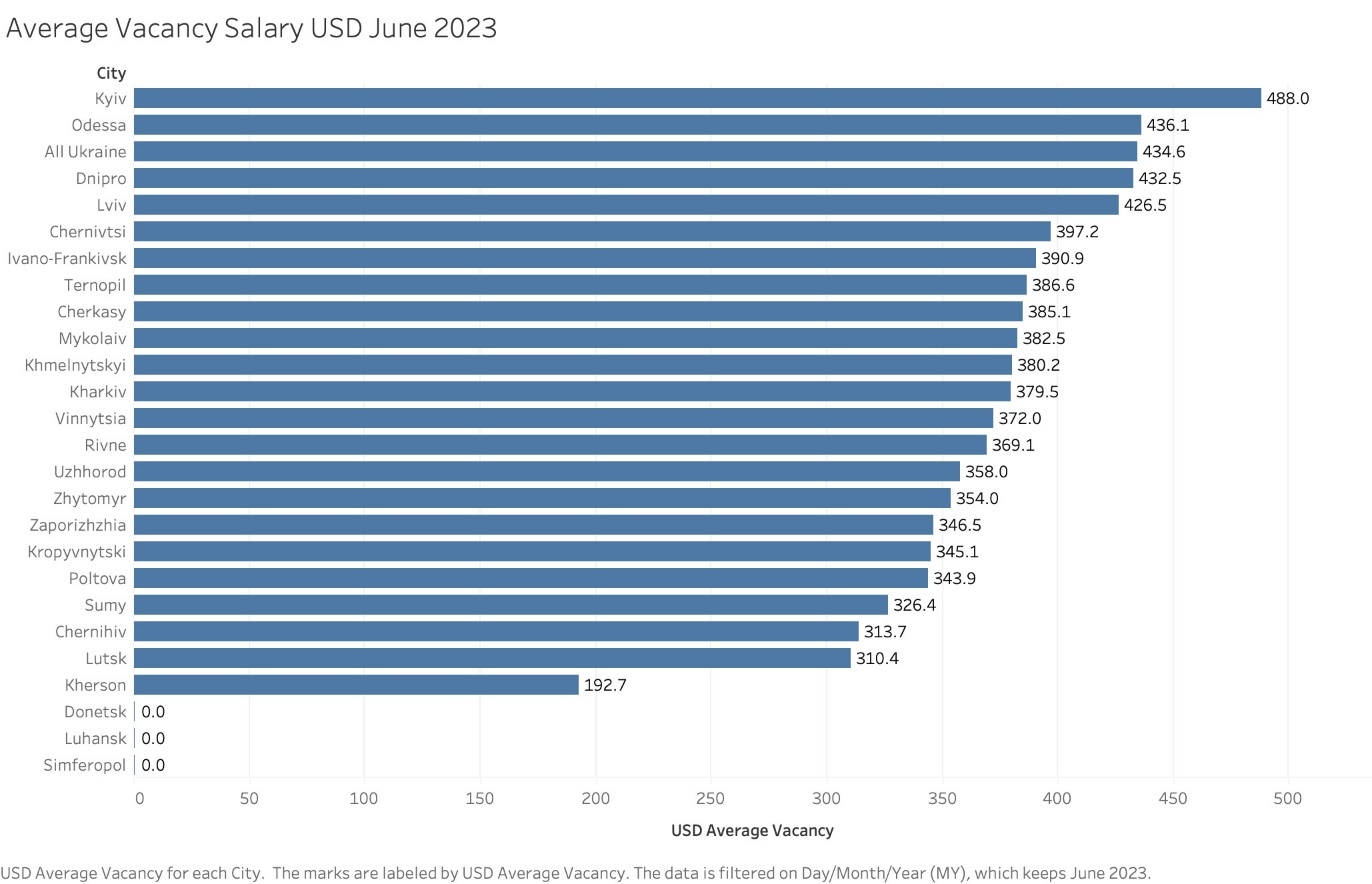 Average Vacancy Salary USD June 2023
City
Kyiv 488.0
Odessa 436.1
All Ukraine 434.6
Dnipro 432.5
Lviv 426.5
Chernivtsi 397.2
Ivano-Frankivsk 390.9
Ternopil 386.6
Cherkasy 385.1
Mykolaiv 382.5
Khmelnytskyi 380.2
Kharkiv 379.5
Vinnytsia 372.0
Rivne 369.1
Uzhhorod 358.0
Zhytomyr 354.0
Zaporizhzhia 346.5
Kropyvnytski 345.1
Poltova 343.9
Sumy 326.4
Chernihiv 313.7
Lutsk 310.4
Kherson 192.7
Donetsk 0.0
Luhansk 0.0
Simferopol 0.0
0 50 100 150 200 250 300 350 400 450 500
USD Average Vacancy
USD Average Vacancy for each City.  The marks are labeled by USD Average Vacancy. The data is filtered on Day/Month/Year (MY), which keeps June 2023.